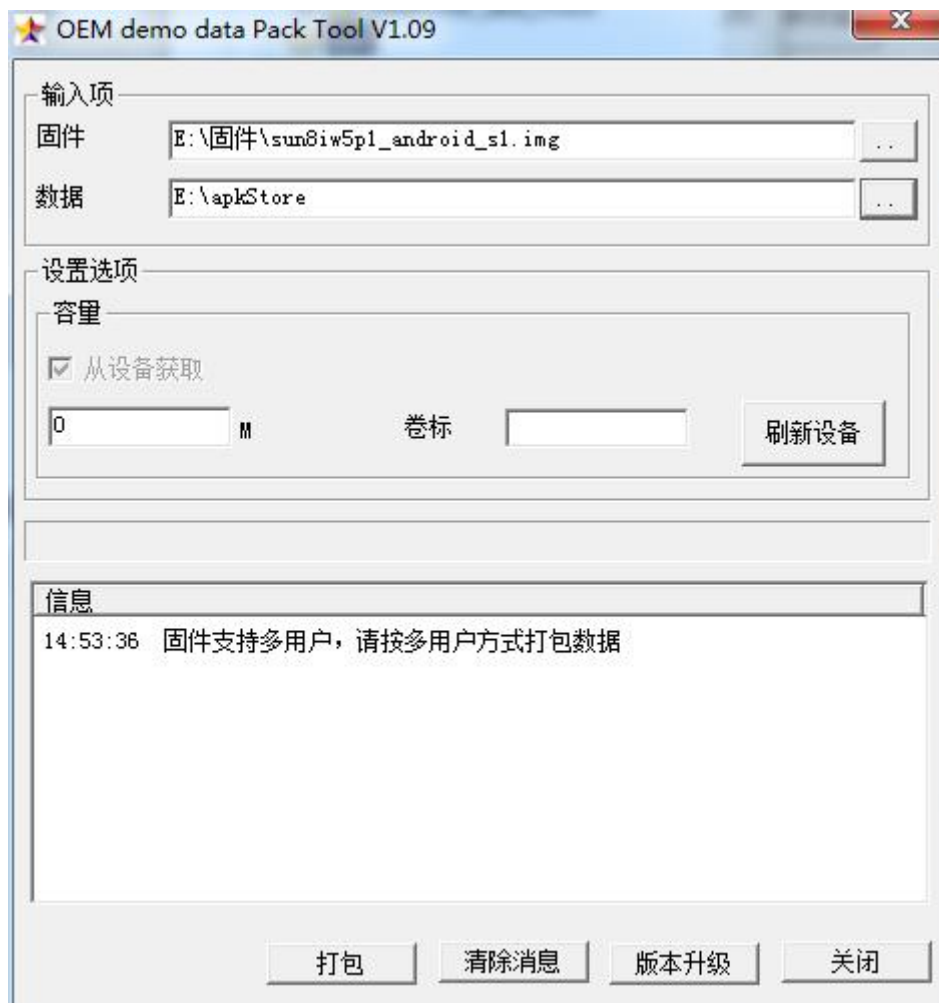 OEM demo data Pack Tool V1.09
输入项
固件 E:\固件\sun8iw5p1_android_s1.img ..
数据 E:\apkStore ..
设置选项
容量
从设备获取
0 M 卷标 刷新设备
信息
14:53:36 固件支持多用户，请按多用户方式打包数据
打包 清除消息 版本升级 关闭